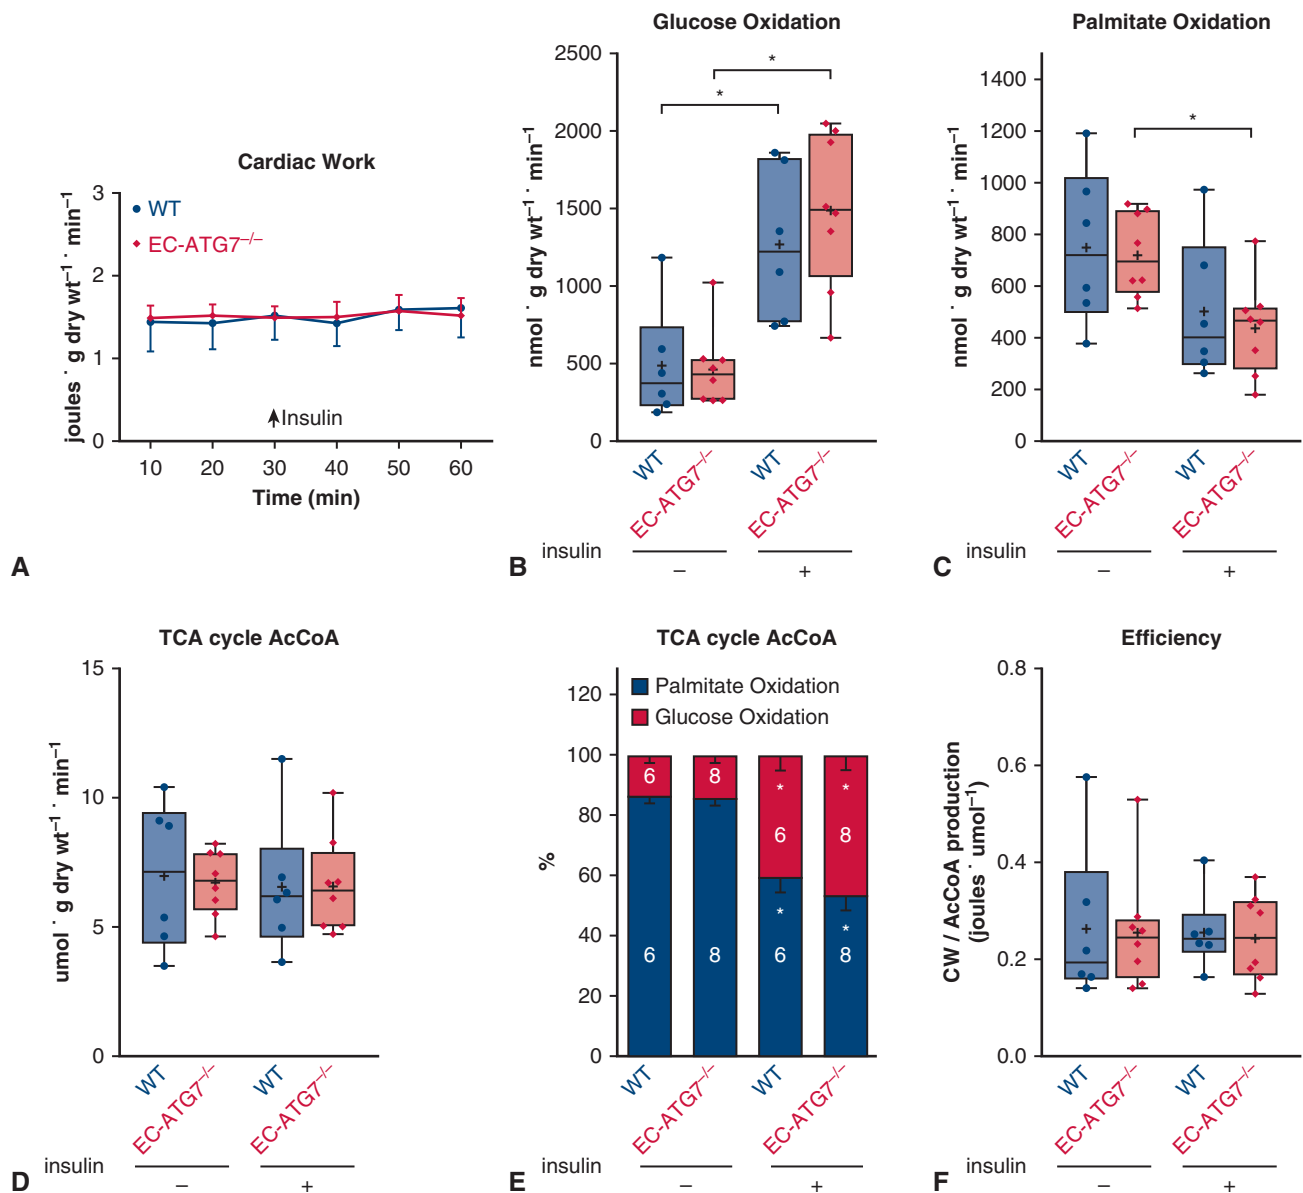 Cardiac Work
joules · g dry wt⁻¹ · min⁻¹
3
2
1
0
WT
EC-ATG7⁻/⁻
Insulin
10 20 30 40 50 60
Time (min)
A
Glucose Oxidation
nmol · g dry wt⁻¹ · min⁻¹
2500
2000
1500
1000
500
0
*
*
WT
EC-ATG7⁻/⁻
WT
EC-ATG7⁻/⁻
insulin
– +
B
Palmitate Oxidation
nmol · g dry wt⁻¹ · min⁻¹
1400
1200
1000
800
600
400
200
0
*
WT
EC-ATG7⁻/⁻
WT
EC-ATG7⁻/⁻
insulin
– +
C
TCA cycle AcCoA
umol · g dry wt⁻¹ · min⁻¹
15
10
5
0
WT
EC-ATG7⁻/⁻
WT
EC-ATG7⁻/⁻
insulin
– +
D
TCA cycle AcCoA
%
120
100
80
60
40
20
0
Palmitate Oxidation
Glucose Oxidation
6 8 * *
6 8
* *
6 8 6 8
WT
EC-ATG7⁻/⁻
WT
EC-ATG7⁻/⁻
insulin
– +
E
Efficiency
CW / AcCoA production
(joules · umol⁻¹)
0.8
0.6
0.4
0.2
0.0
WT
EC-ATG7⁻/⁻
WT
EC-ATG7⁻/⁻
insulin
– +
F